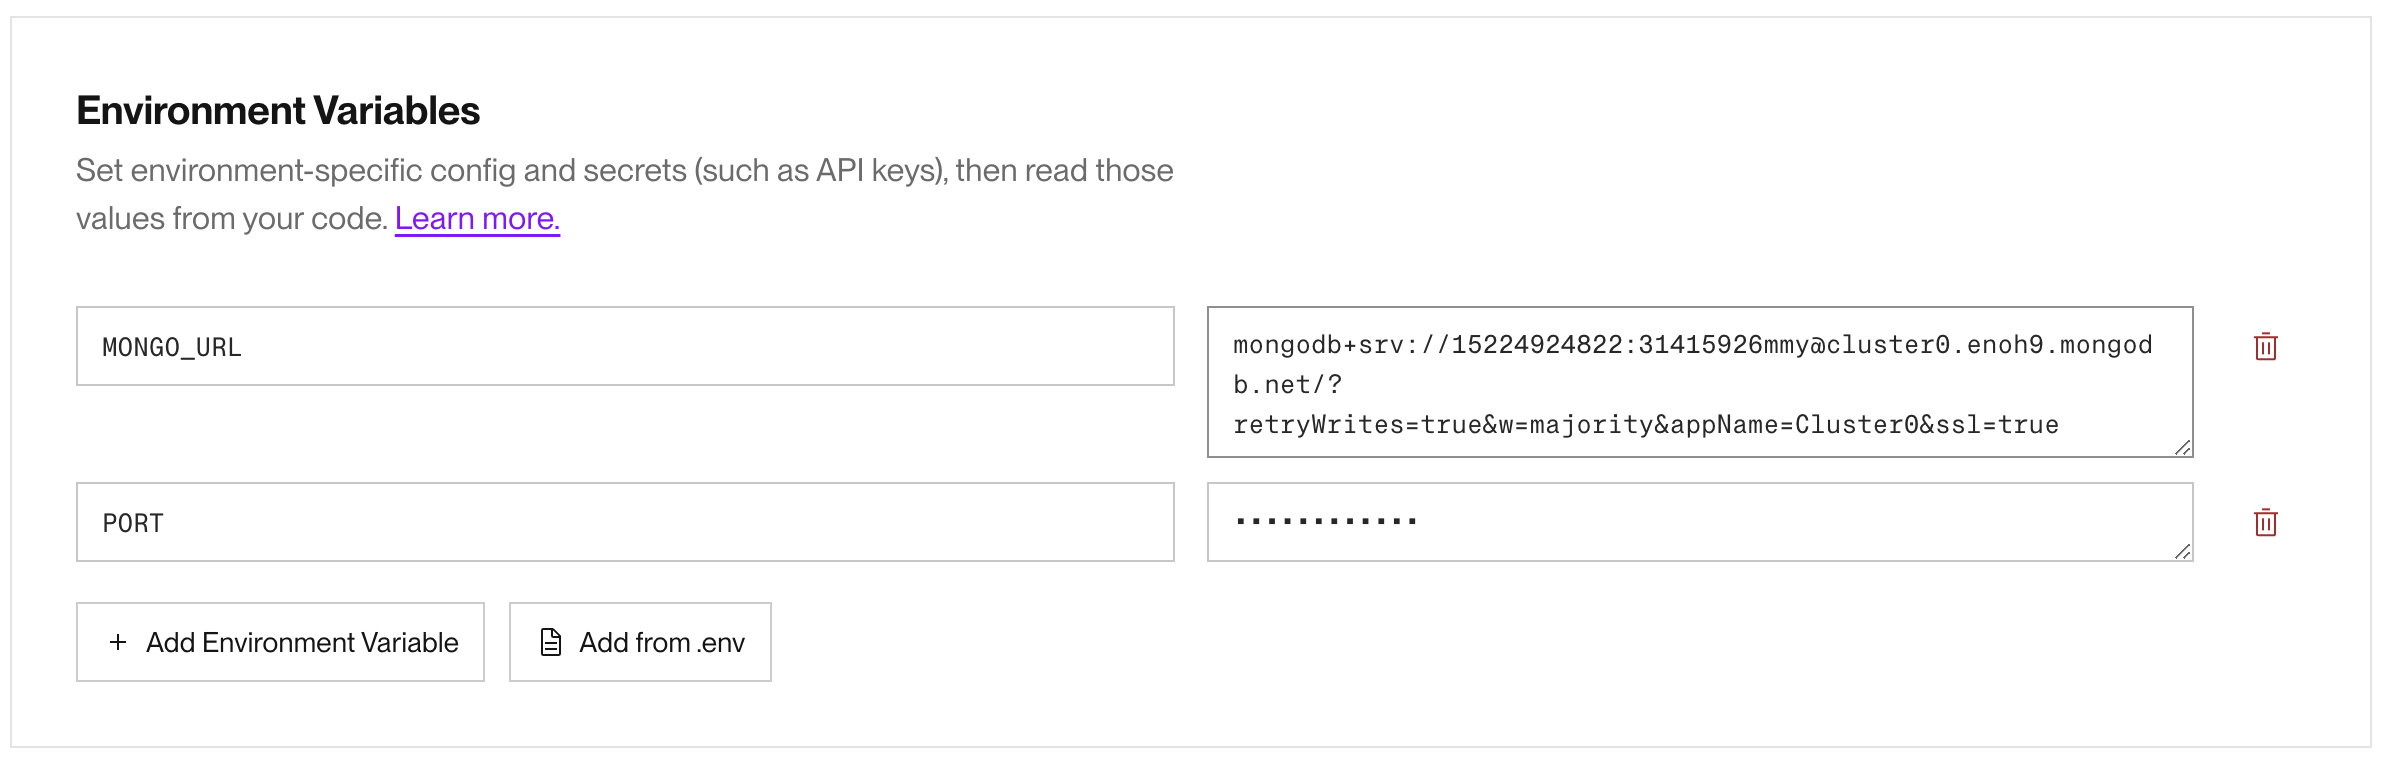 Environment Variables
Set environment-specific config and secrets (such as API keys), then read those
values from your code. Learn more.
MONGO_URL
mongodb+srv://15224924822:31415926mmy@cluster0.enoh9.mongod
b.net/?
retryWrites=true&w=majority&appName=Cluster0&ssl=true
PORT
············
+ Add Environment Variable
Add from .env